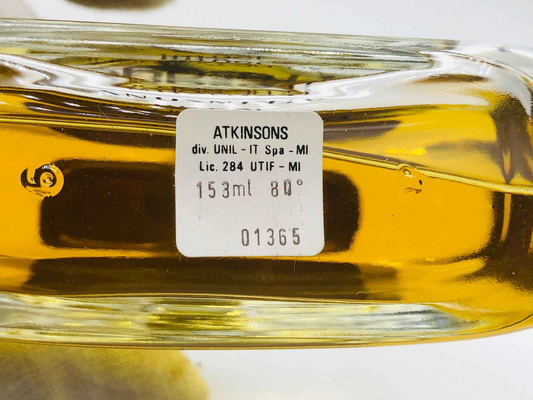 ATKINSONS
div. UNIL - IT Spa - MI
Lic. 284 UTIF - MI
153ml 80°
01365